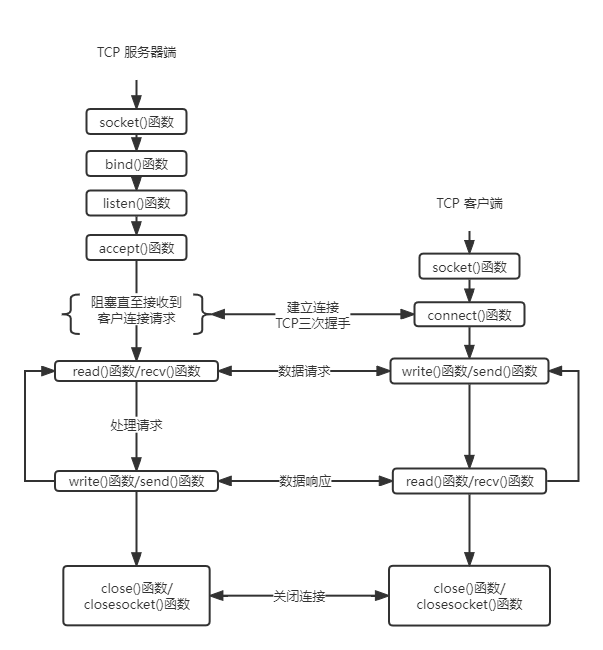 TCP 服务器端
socket()函数
bind()函数
listen()函数
accept()函数
阻塞直至接收到
客户连接请求
read()函数/recv()函数
处理请求
write()函数/send()函数
close()函数/
closesocket()函数
建立连接
TCP三次握手
数据请求
数据响应
关闭连接
TCP 客户端
socket()函数
connect()函数
write()函数/send()函数
read()函数/recv()函数
close()函数/
closesocket()函数